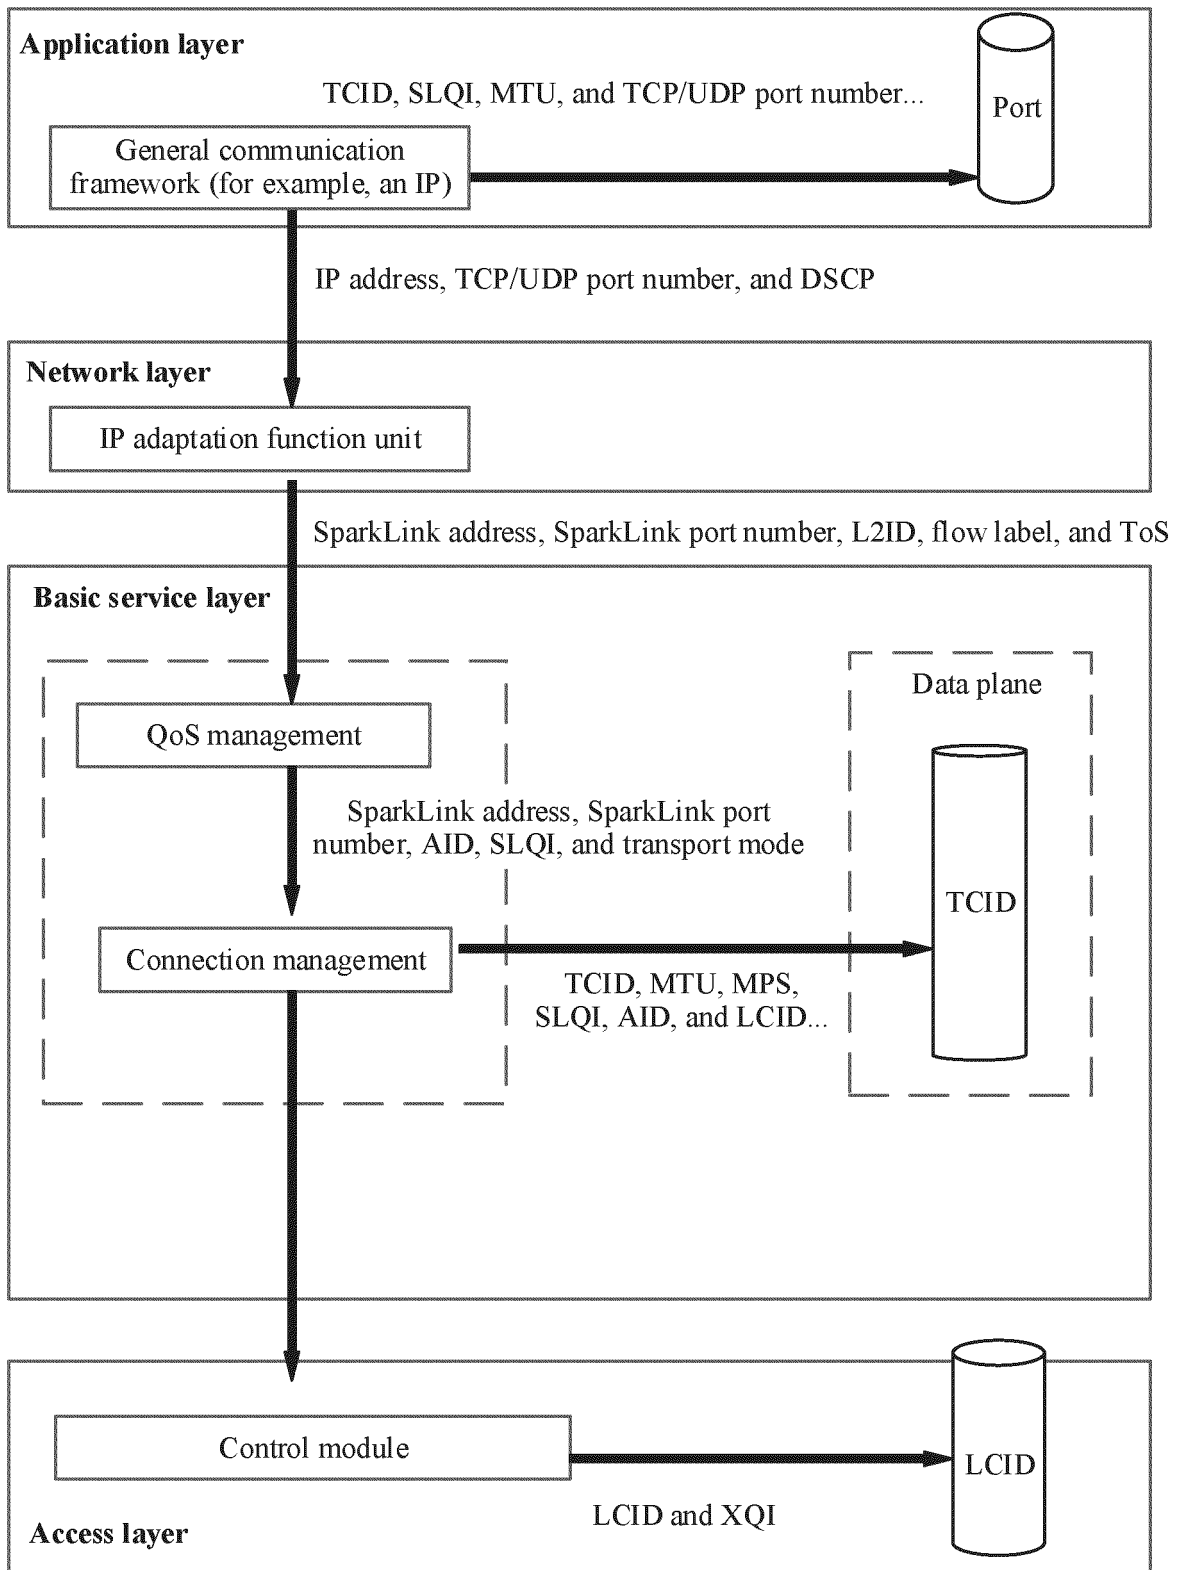 Application layer
TCID, SLQI, MTU, and TCP/UDP port number...
Port
General communication
framework (for example, an IP)
IP address, TCP/UDP port number, and DSCP
Network layer
IP adaptation function unit
SparkLink address, SparkLink port number, L2ID, flow label, and ToS
Basic service layer
Data plane
QoS management
SparkLink address, SparkLink port
number, AID, SLQI, and transport mode
TCID
Connection management
TCID, MTU, MPS,
SLQI, AID, and LCID...
Control module
LCID
LCID and XQI
Access layer